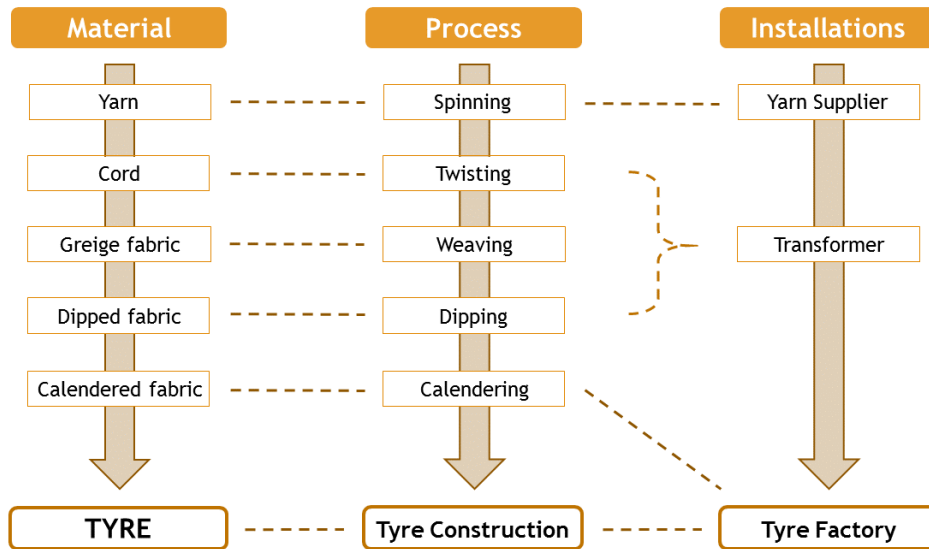 Material
Process
Installations
Yarn
Spinning
Yarn Supplier
Cord
Twisting
Greige fabric
Weaving
Transformer
Dipped fabric
Dipping
Calendered fabric
Calendering
TYRE
Tyre Construction
Tyre Factory